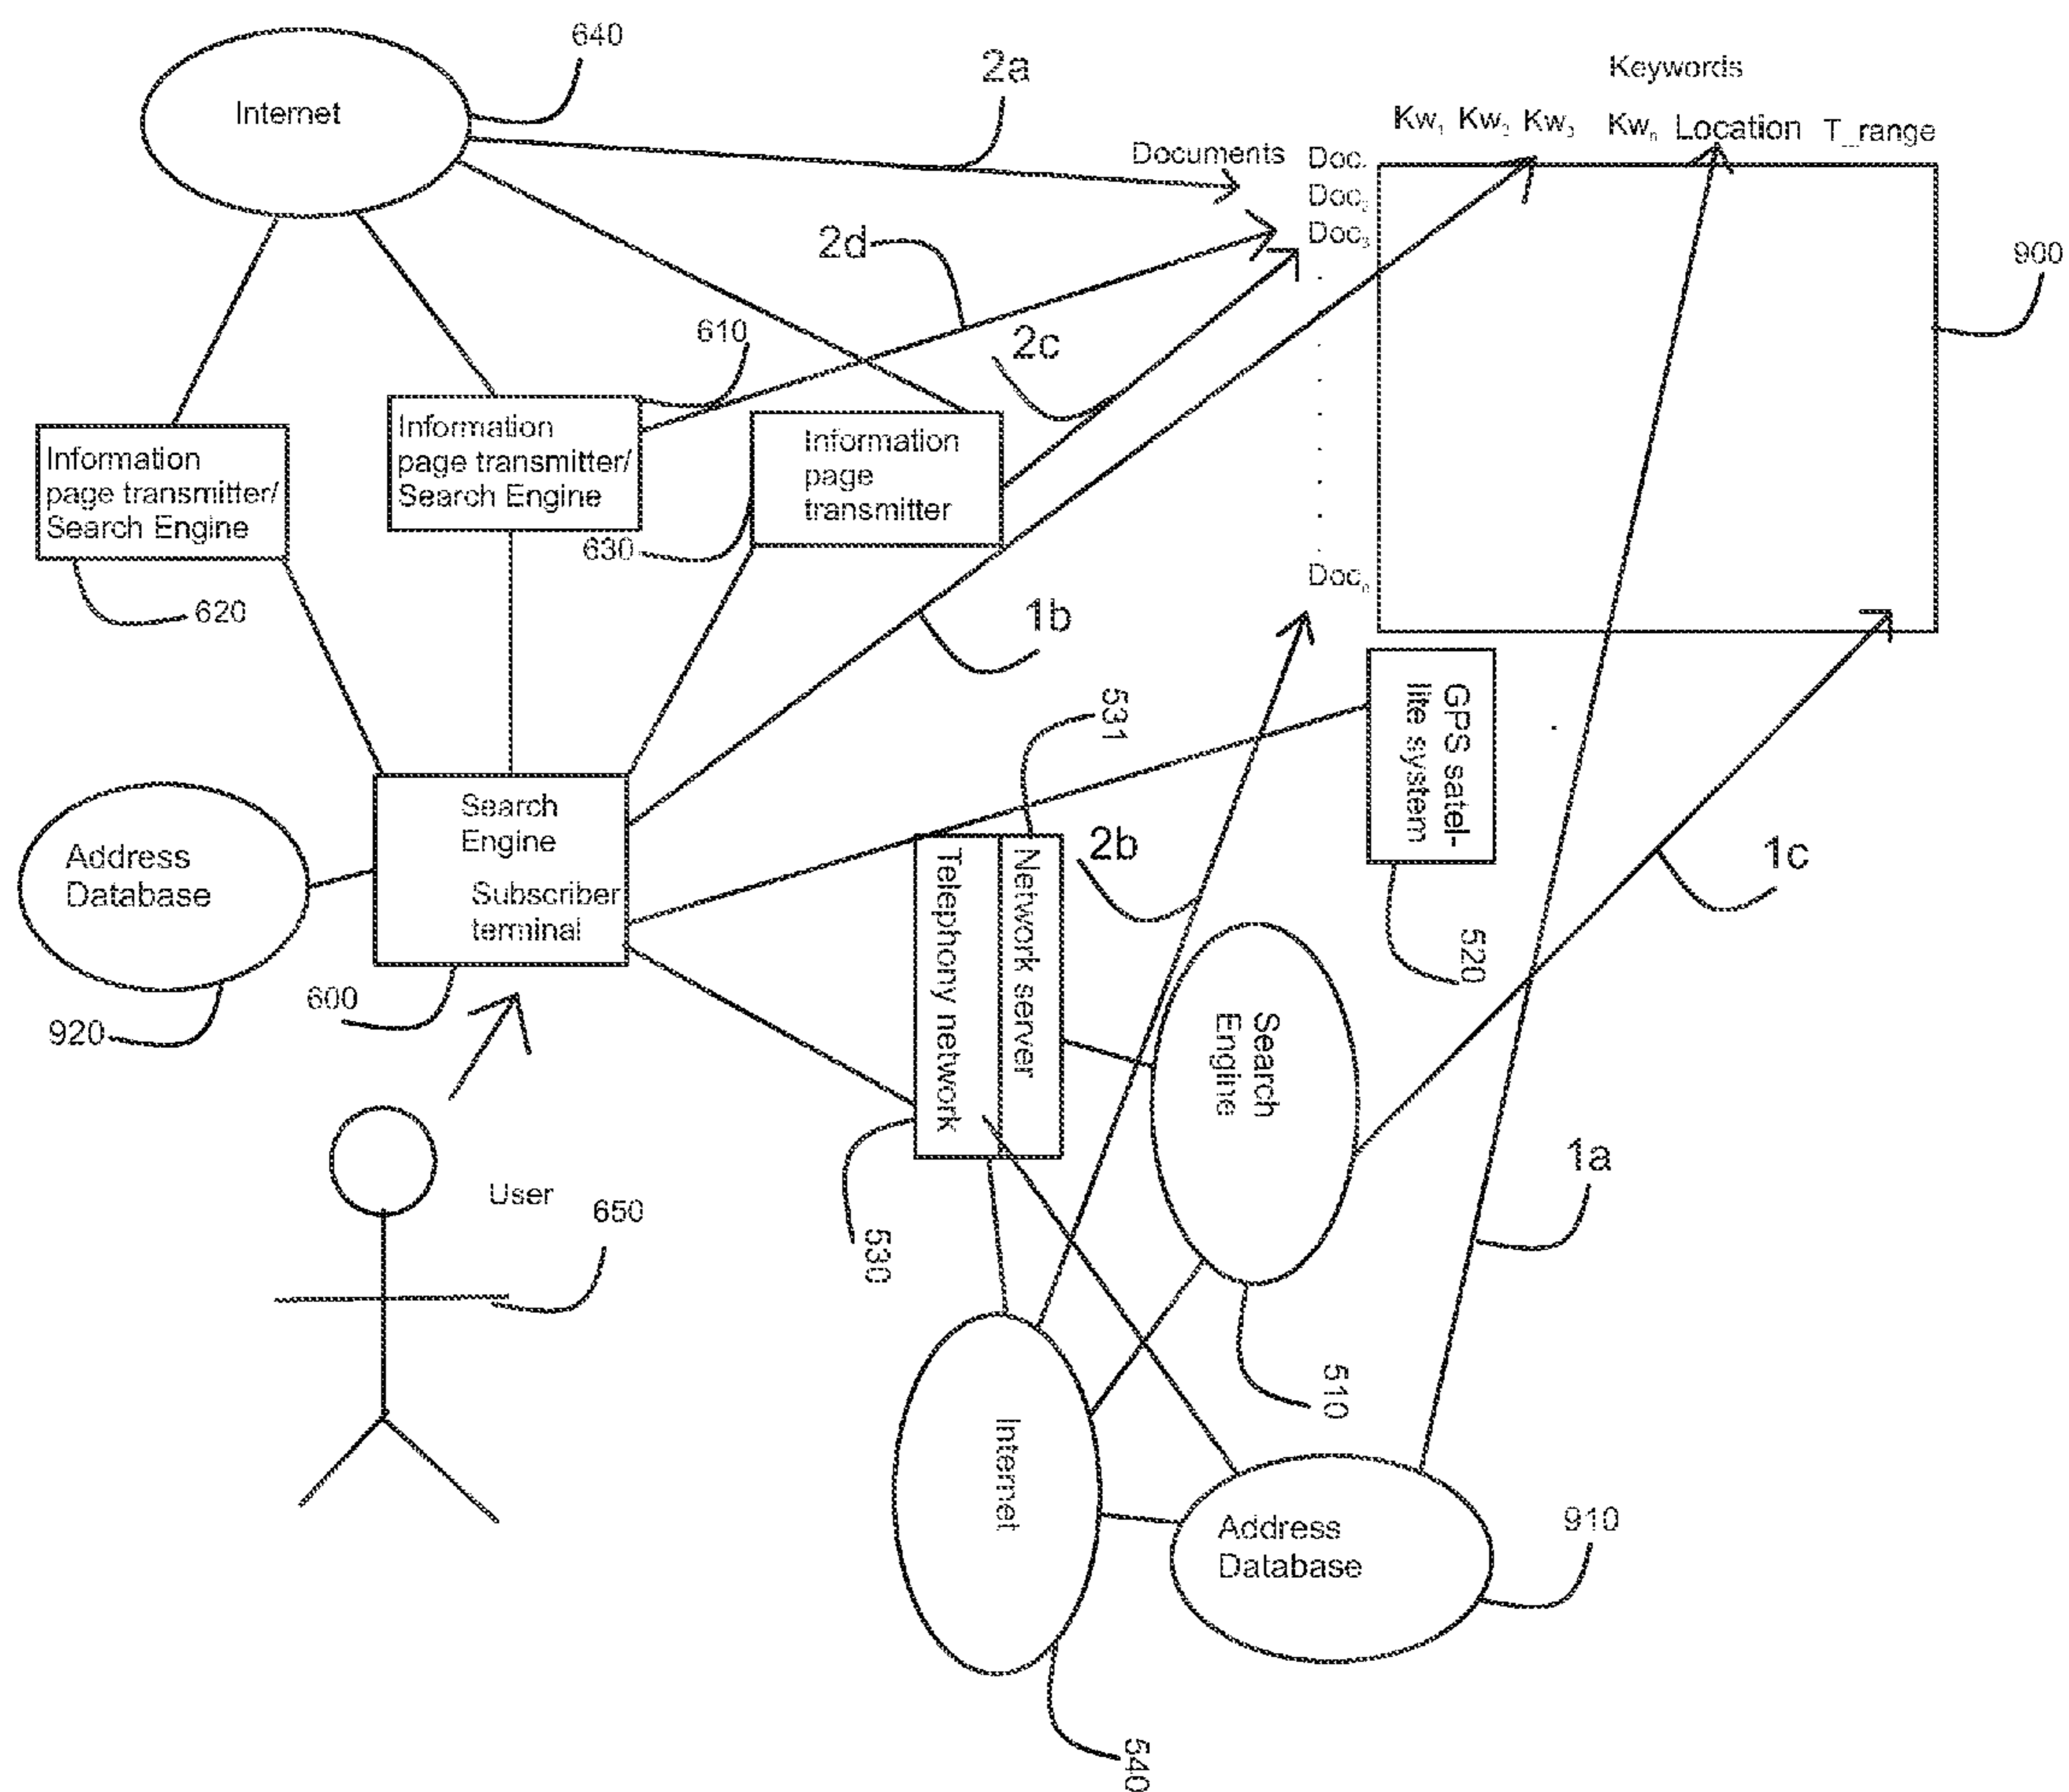 640
Internet
2a
Keywords
Kw₁ Kw₂ Kw₃ Kwₙ Location T_range
Documents
Doc.
Doc₂
Doc₃
.
.
.
.
.
.
.
.
.
Docₙ
900
2d
2c
610
Information
page transmitter/
Search Engine
Information
page transmitter/
Search Engine
Information
page
transmitter
630
620
1b
531
GPS satel-
lite system
Search
Engine
Subscriber
terminal
Address
Database
Network server
Telephony network
2b
1c
520
600
920
Search
Engine
1a
User
650
530
510
Internet
Address
Database
910
540